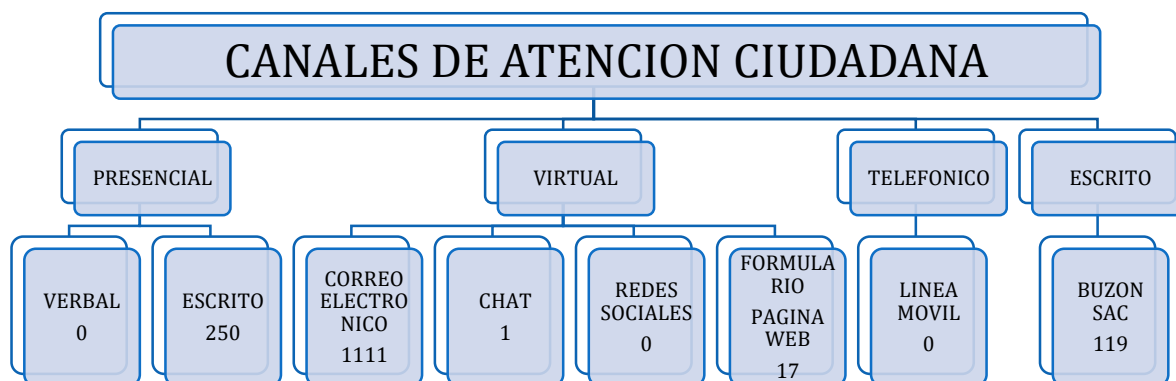 CANALES DE ATENCION CIUDADANA
PRESENCIAL
VIRTUAL
TELEFONICO
ESCRITO
VERBAL
0
ESCRITO
250
CORREO
ELECTRO
NICO
1111
CHAT
1
REDES
SOCIALES
0
FORMULA
RIO
PAGINA
WEB
17
LINEA
MOVIL
0
BUZON
SAC
119